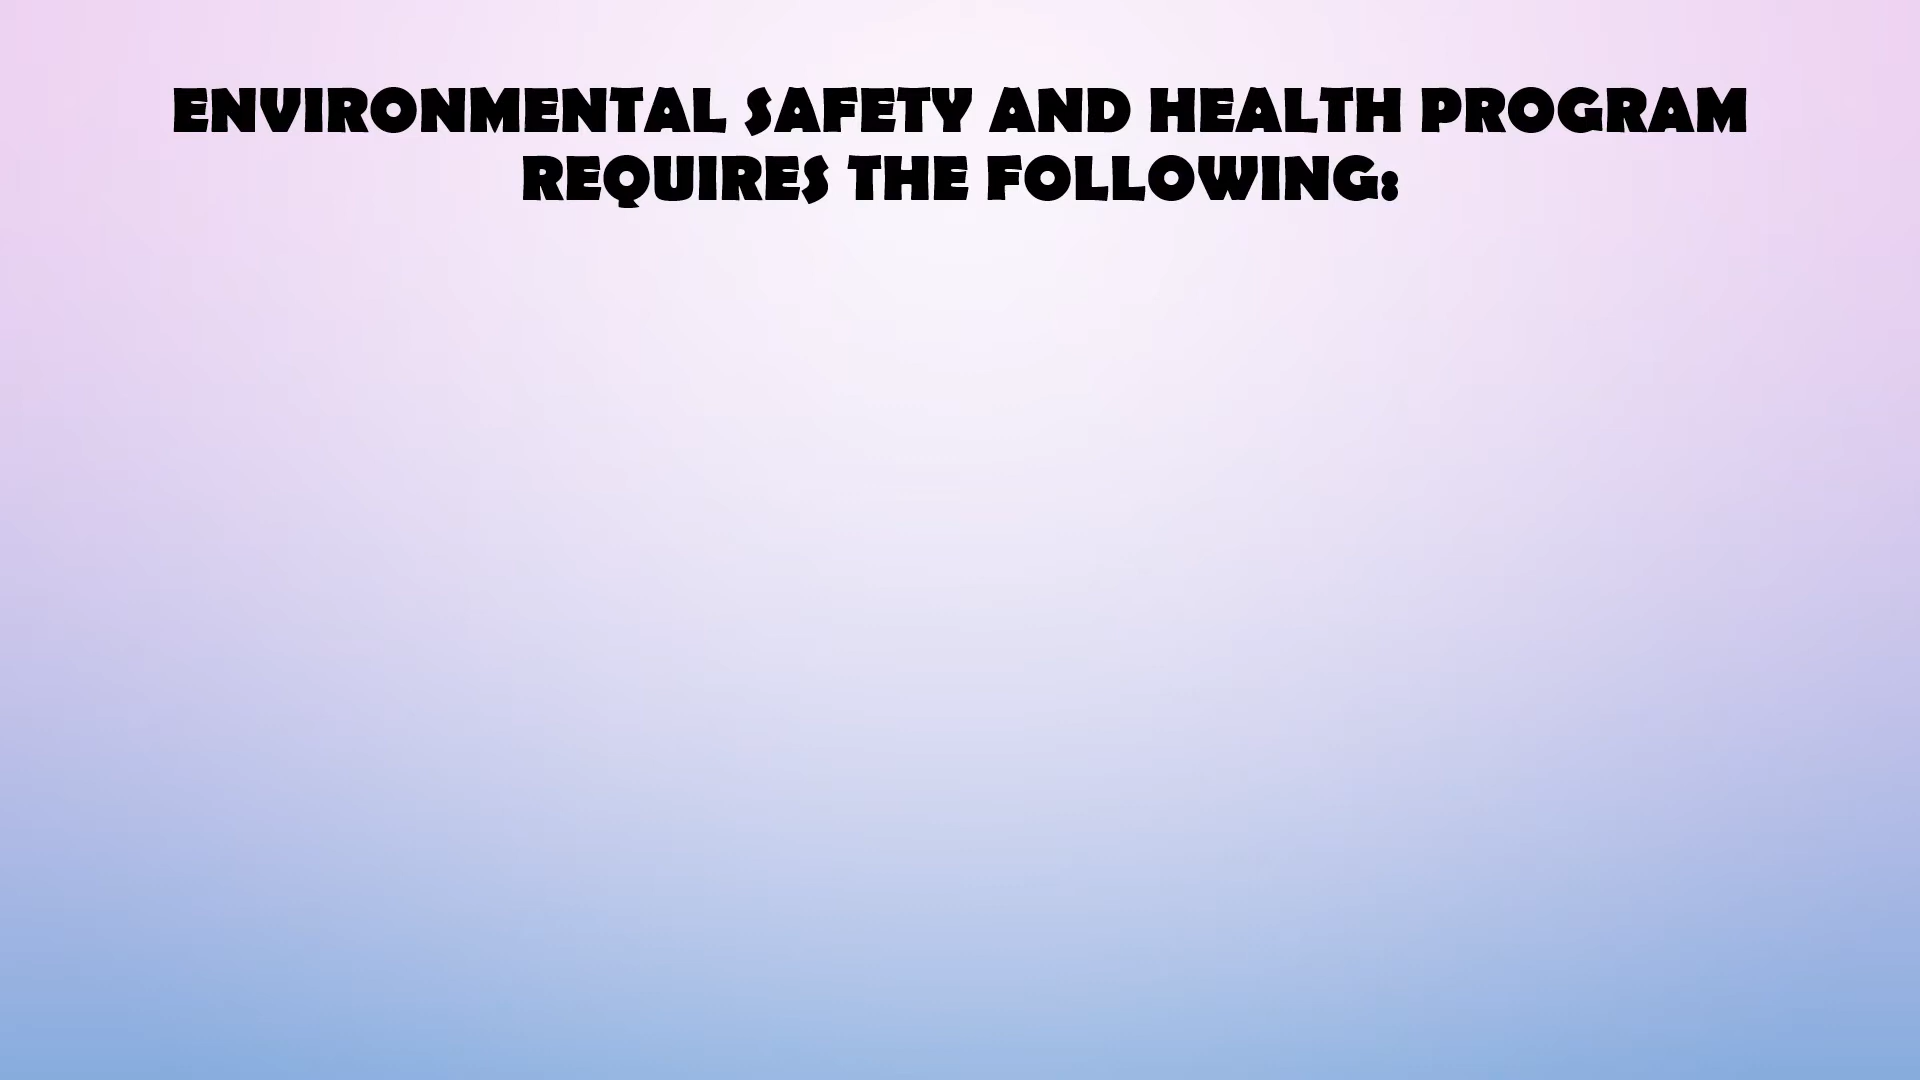 ENVIRONMENTAL SAFETY AND HEALTH PROGRAM
REQUIRES THE FOLLOWING: